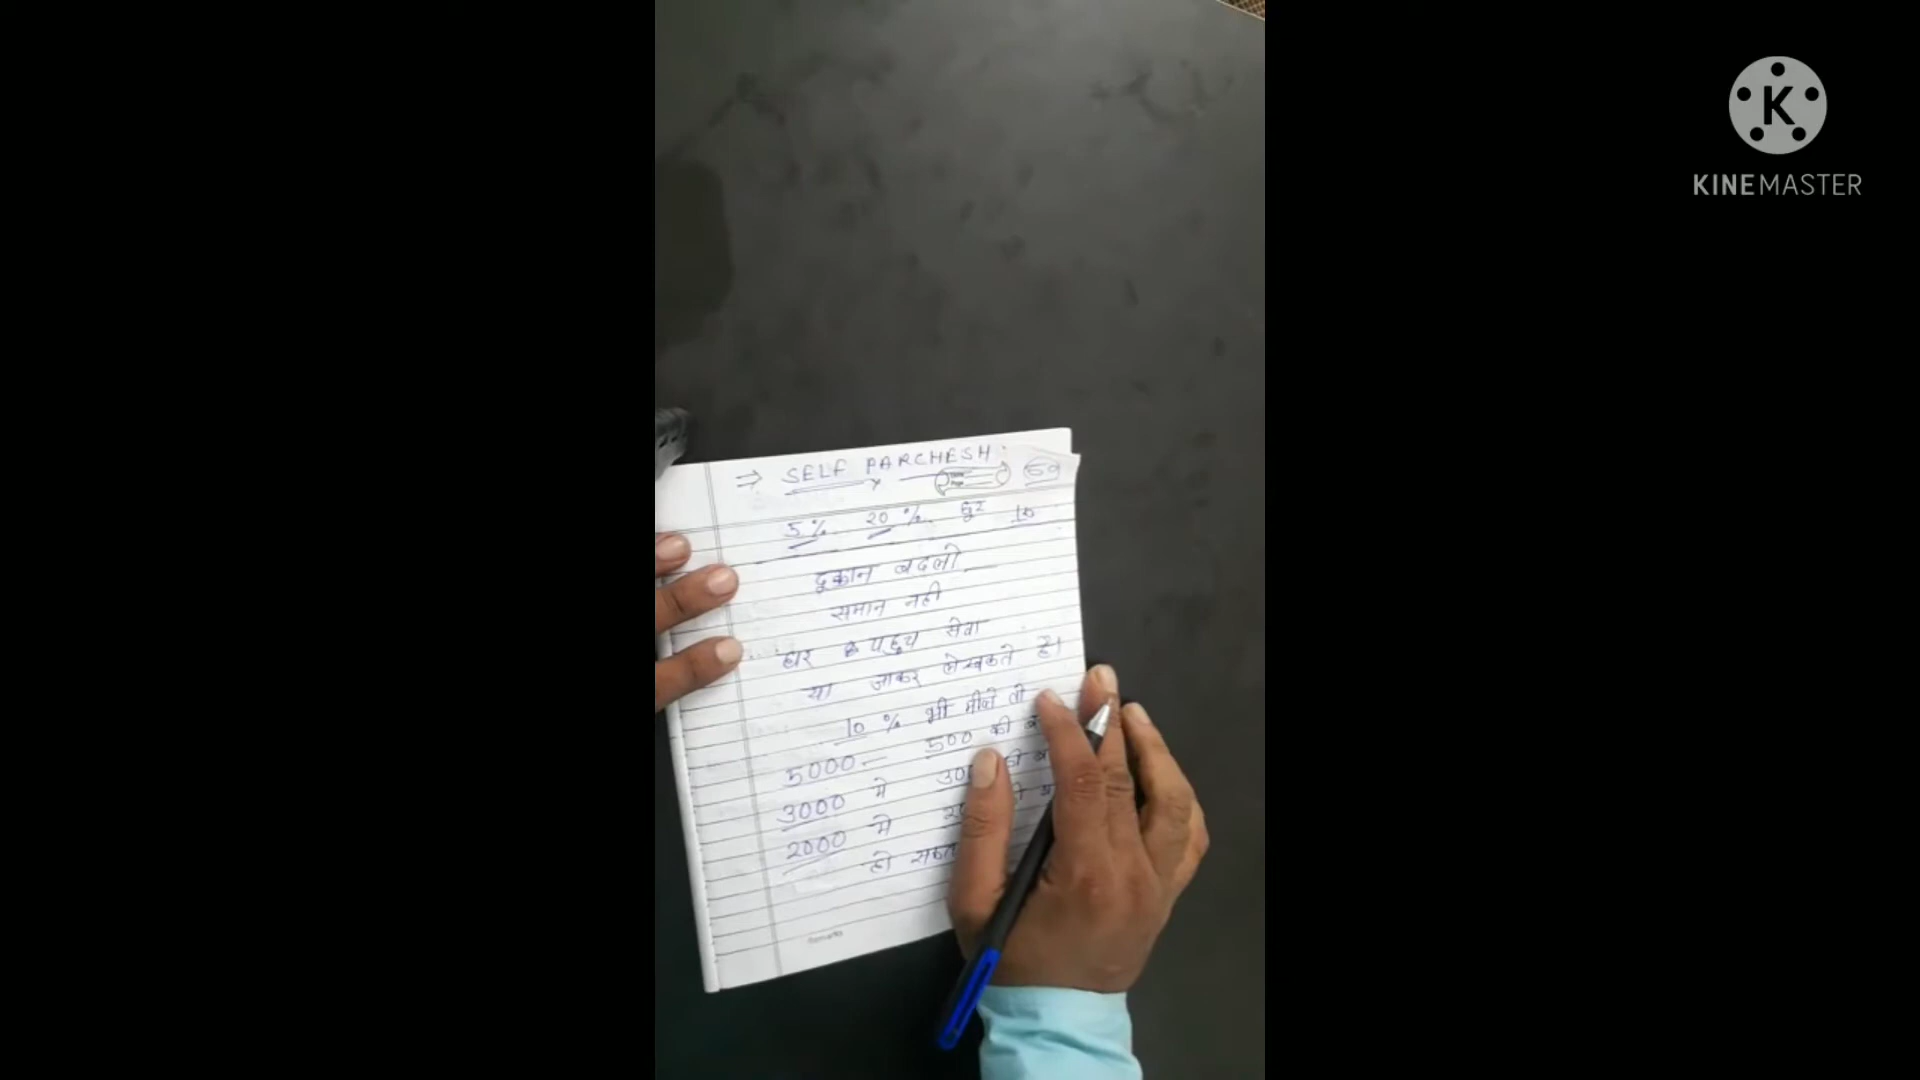 ⇒ SELF PARCHESH
5% 20% छुट 10
दुकान बदलो
समान नही
घर पहुच सेवा
या जाकर ले सकते है।
10 % भी मीले तो
5000 — 500 की
3000 मे
2000 मे
हो सकत
KINEMASTER